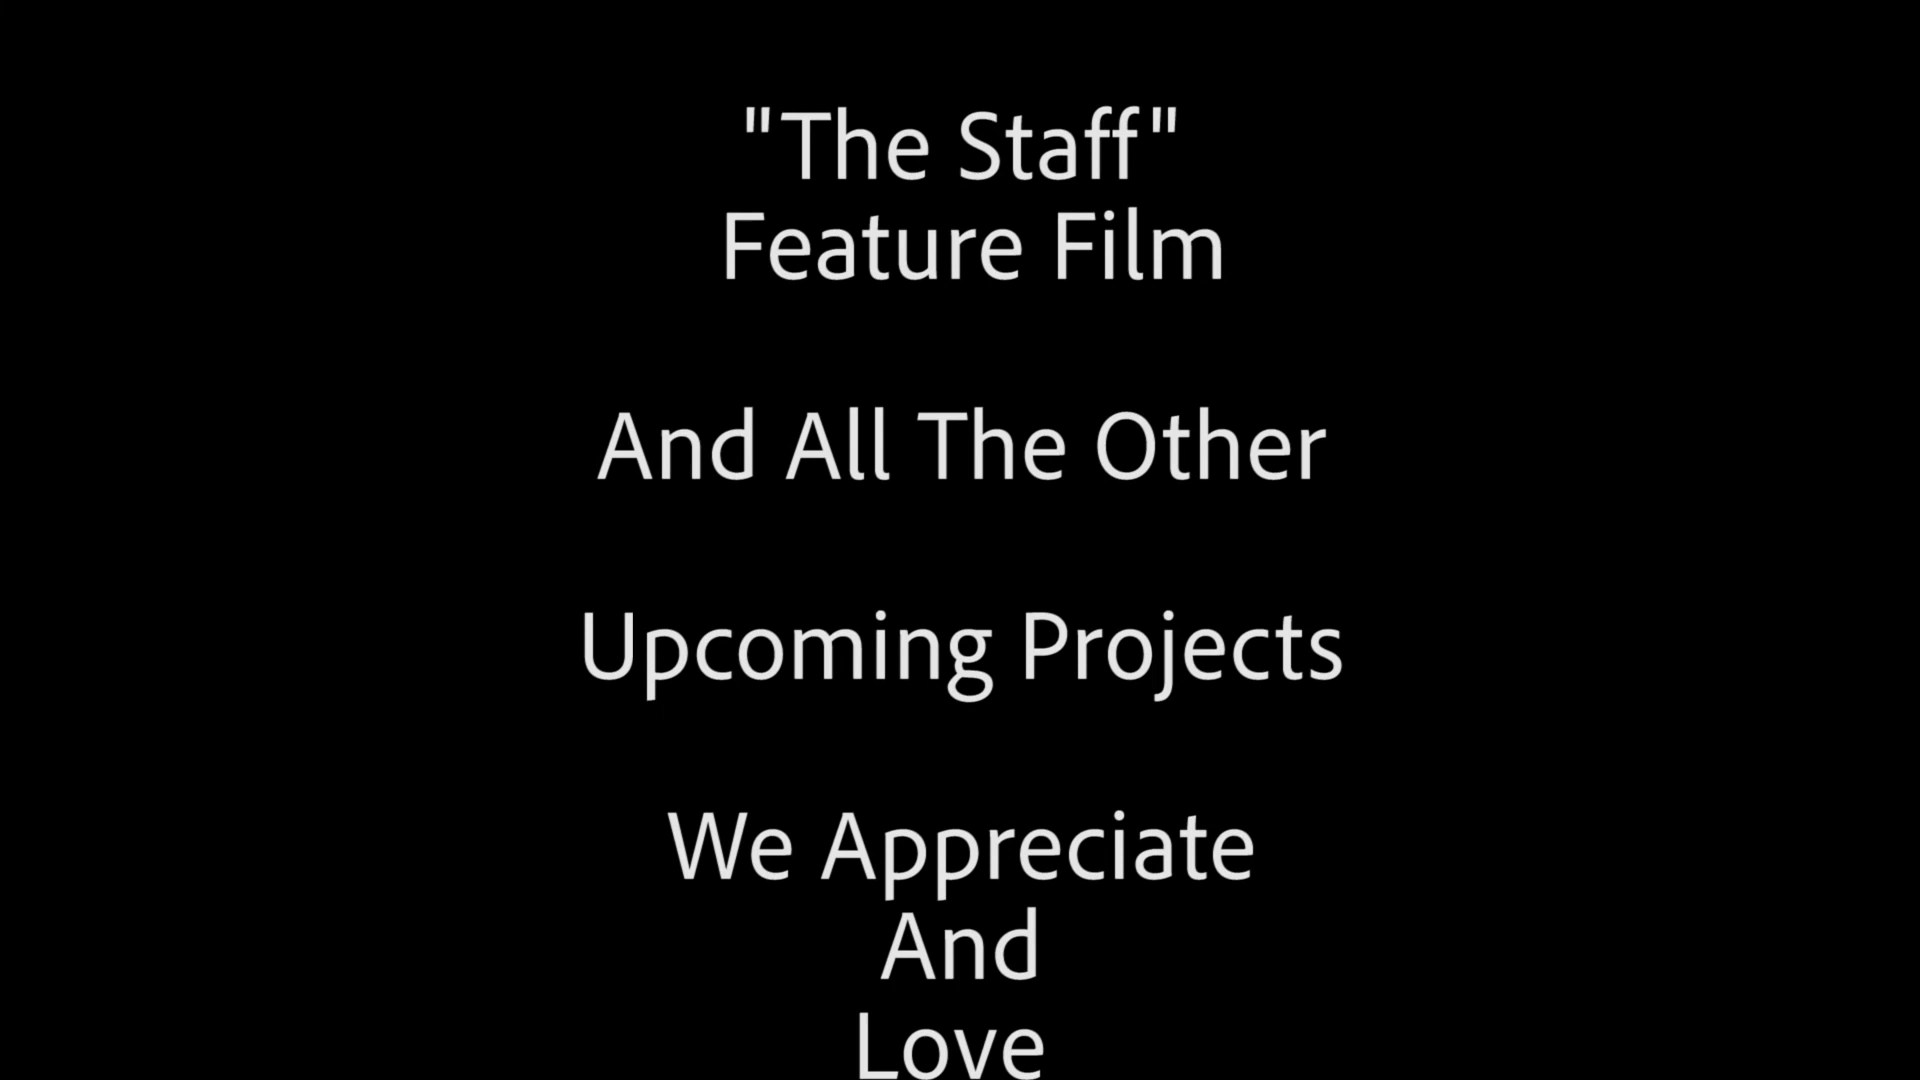 "The Staff"
Feature Film
And All The Other
Upcoming Projects
We Appreciate
And
Love